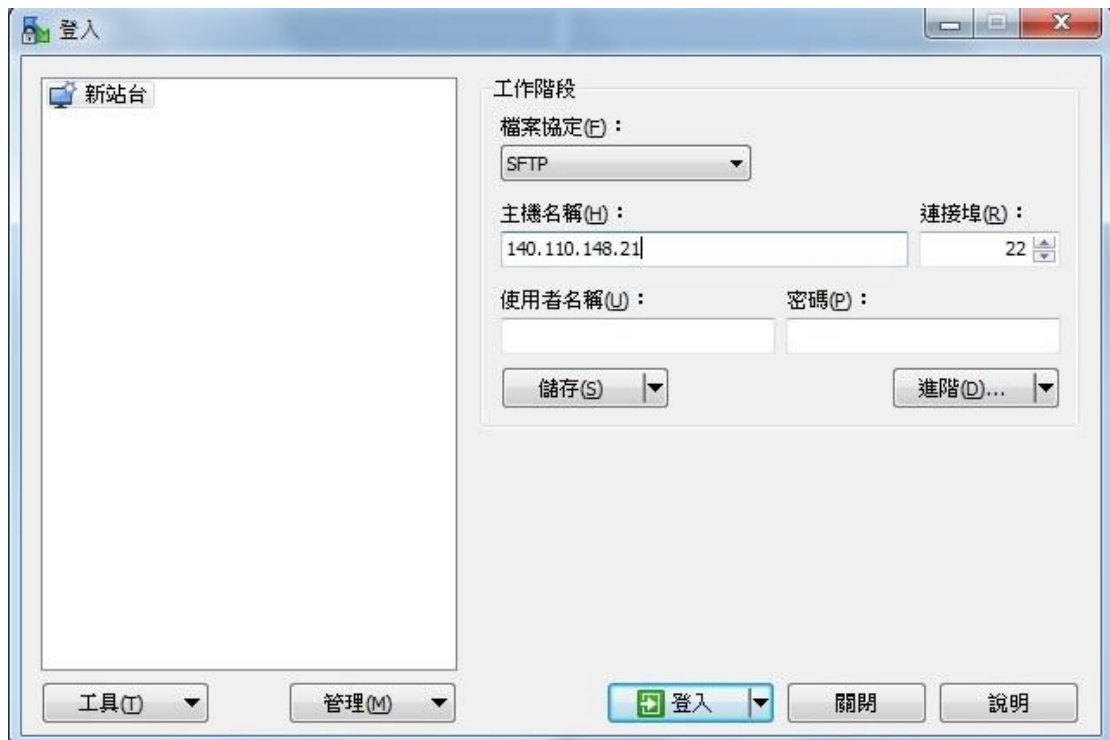 登入
新站台
工作階段
檔案協定(F)：
SFTP
主機名稱(H)：
連接埠(R)：
140.110.148.21
22
使用者名稱(U)：
密碼(P)：
儲存(S)
進階(D)...
工具(T)
管理(M)
登入
關閉
說明